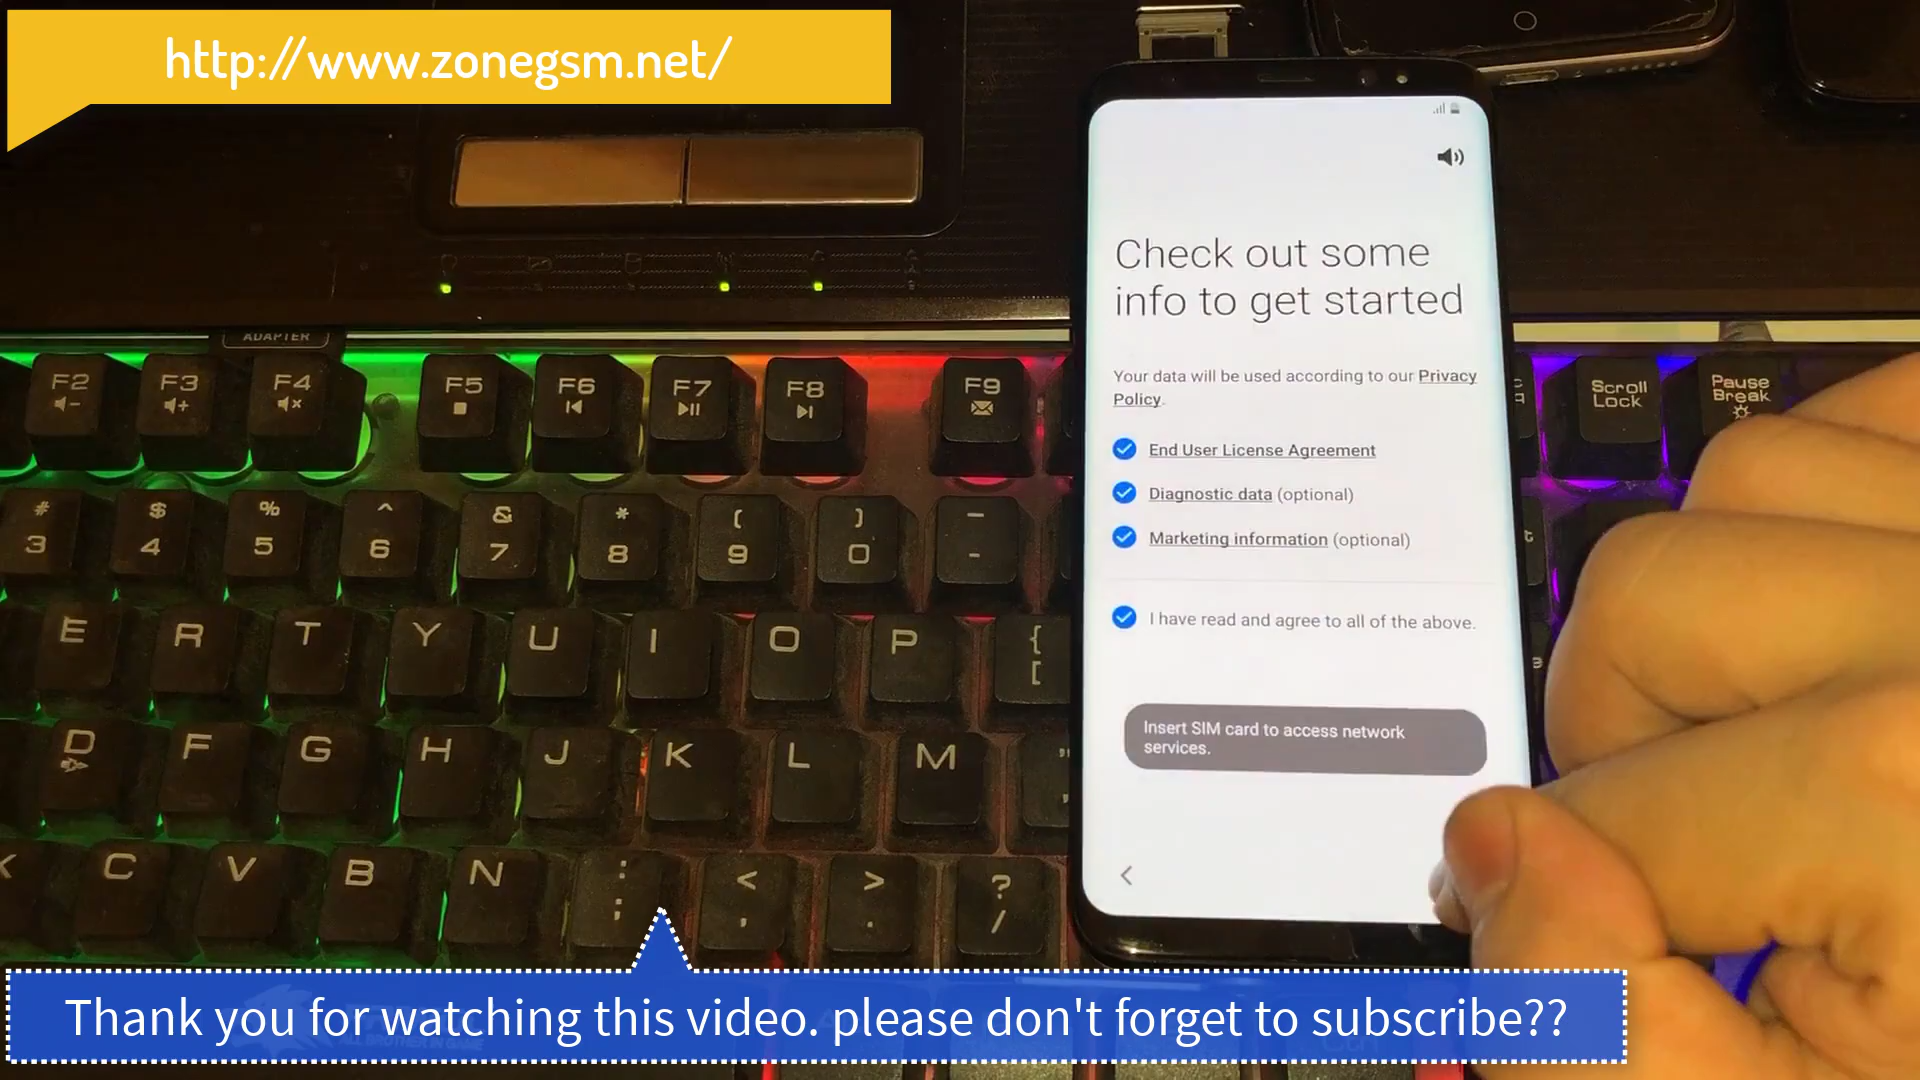 http://www.zonegsm.net/
Check out some
info to get started
Your data will be used according to our Privacy
Policy.
End User License Agreement
Diagnostic data (optional)
Marketing information (optional)
I have read and agree to all of the above.
Insert SIM card to access network
services.
ADAPTER
F2 F3 F4 F5 F6 F7 F8 F9
Scroll
Lock
Pause
Break
# $ % ^ & * ( ) _
3 4 5 6 7 8 9 0 -
E R T Y U I O P { [
D F G H J K L M
C V B N : ; < , > . ? /
Thank you for watching this video. please don't forget to subscribe??